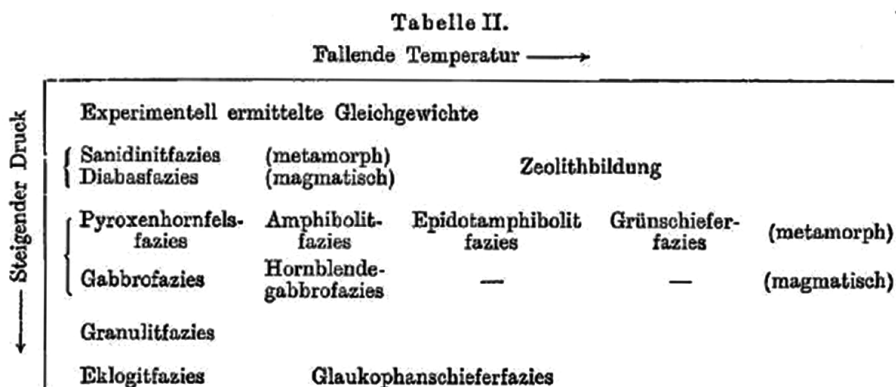 Tabelle II.
Fallende Temperatur ⟶
⟵ Steigender Druck
Experimentell ermittelte Gleichgewichte
Sanidinitfazies (metamorph) Zeolithbildung
Diabasfazies (magmatisch)
Pyroxenhornfels- Amphibolit- Epidotamphibolit Grünschiefer- (metamorph)
fazies fazies fazies fazies
Gabbrofazies Hornblende- — — (magmatisch)
gabbrofazies
Granulitfazies
Eklogitfazies Glaukophanschieferfazies